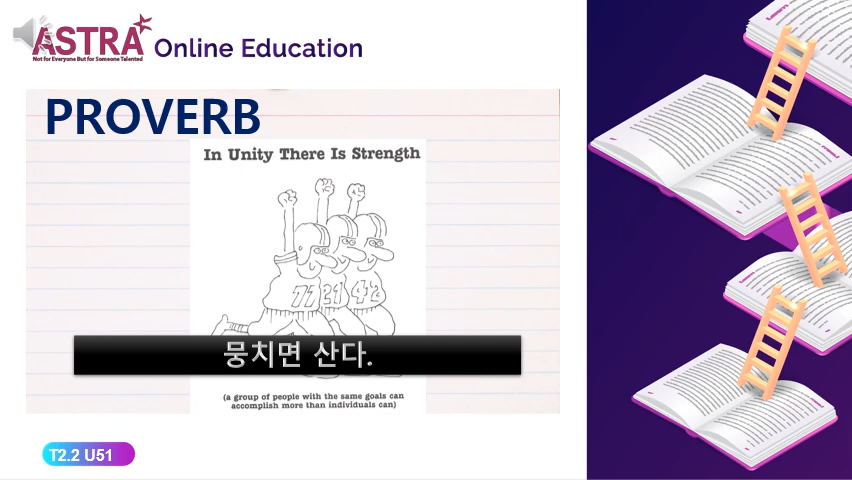 ASTRA
Not for Everyone But for Someone Talented
Online Education
PROVERB
In Unity There Is Strength
77 21 42
뭉치면 산다.
(a group of people with the same goals can
accomplish more than individuals can)
T2.2 U51